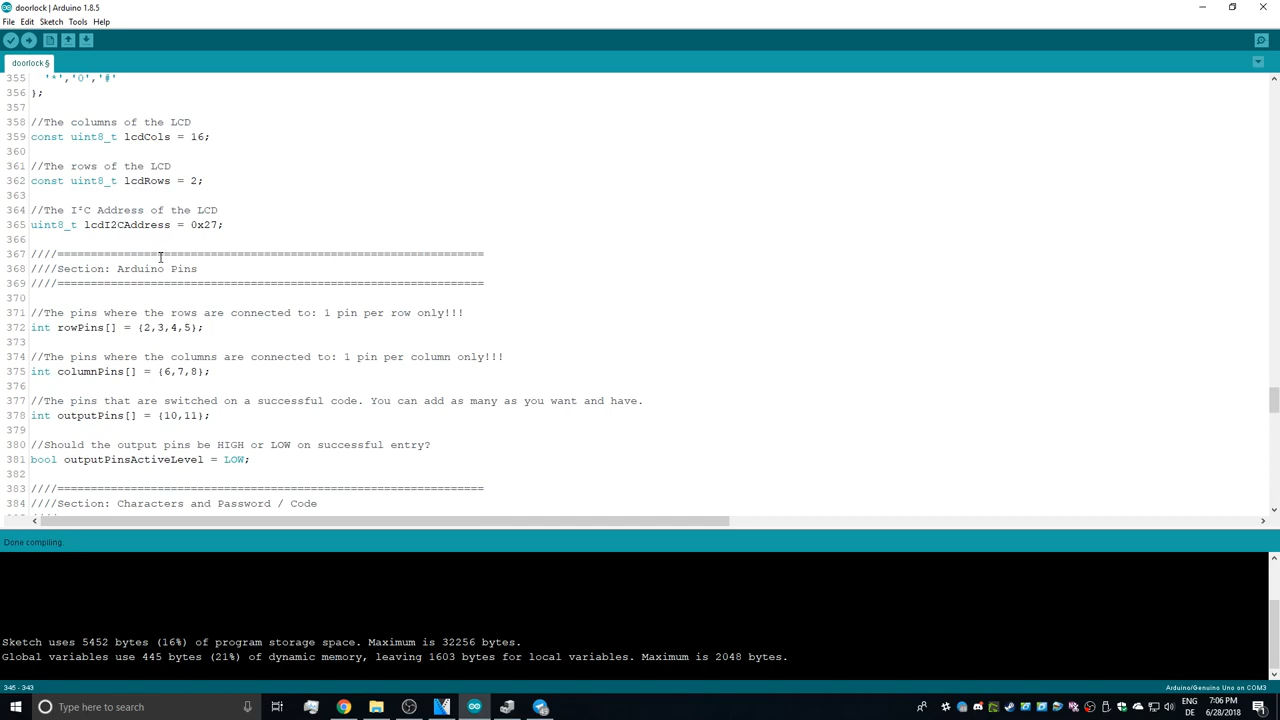 doorlock | Arduino 1.8.5
File Edit Sketch Tools Help
doorlock §
355 '*','0','#'
356 };
357
358 //The columns of the LCD
359 const uint8_t lcdCols = 16;
360
361 //The rows of the LCD
362 const uint8_t lcdRows = 2;
363
364 //The I²C Address of the LCD
365 uint8_t lcdI2CAddress = 0x27;
366
367 ////================================================================
368 ////Section: Arduino Pins
369 ////================================================================
370
371 //The pins where the rows are connected to: 1 pin per row only!!!
372 int rowPins[] = {2,3,4,5};
373
374 //The pins where the columns are connected to: 1 pin per column only!!!
375 int columnPins[] = {6,7,8};
376
377 //The pins that are switched on a successful code. You can add as many as you want and have.
378 int outputPins[] = {10,11};
379
380 //Should the output pins be HIGH or LOW on successful entry?
381 bool outputPinsActiveLevel = LOW;
382
383 ////================================================================
384 ////Section: Characters and Password / Code
Done compiling.
Sketch uses 5452 bytes (16%) of program storage space. Maximum is 32256 bytes.
Global variables use 445 bytes (21%) of dynamic memory, leaving 1603 bytes for local variables. Maximum is 2048 bytes.
346 - 343 Arduino/Genuino Uno on COM3
Type here to search
ENG 7:06 PM
DE 6/28/2018